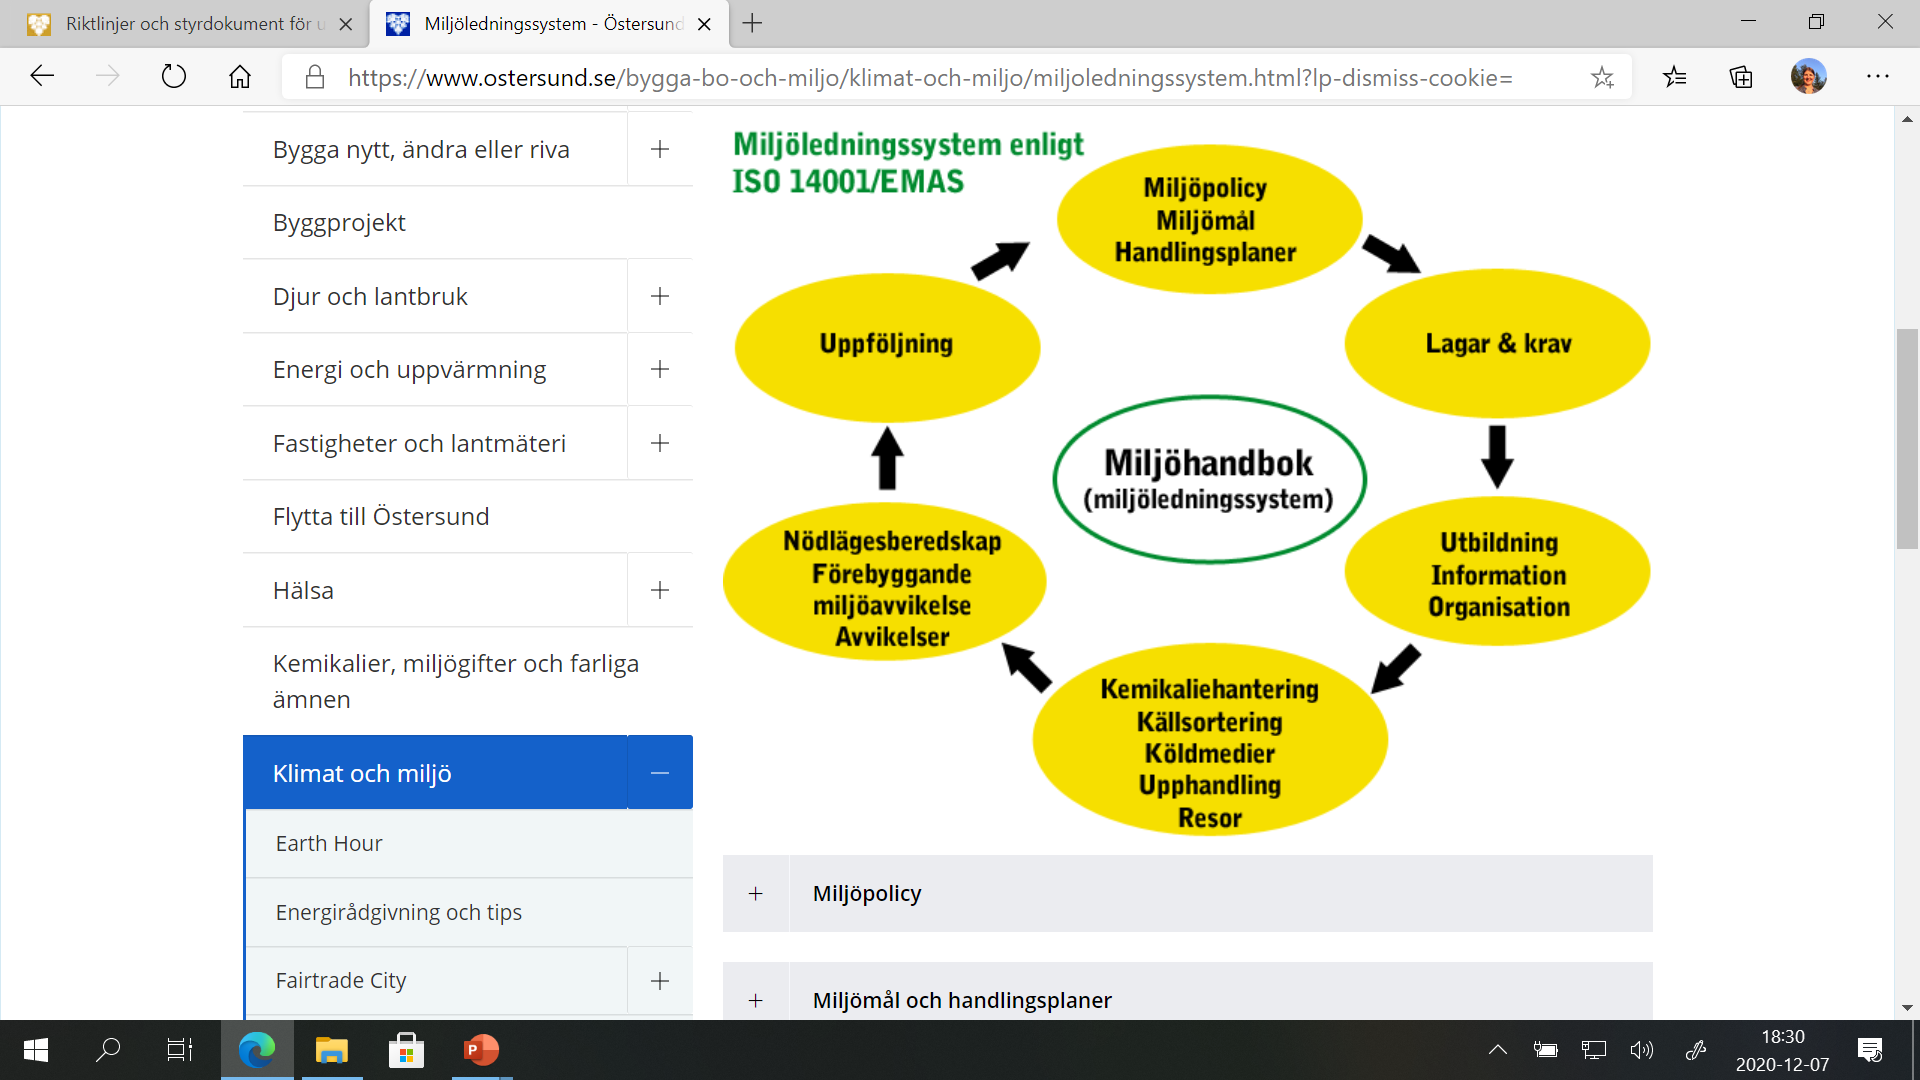 Riktlinjer och styrdokument för u
Miljöledningssystem - Östersund
https://www.ostersund.se/bygga-bo-och-miljo/klimat-och-miljo/miljoledningssystem.html?lp-dismiss-cookie=
Bygga nytt, ändra eller riva
Byggprojekt
Djur och lantbruk
Energi och uppvärmning
Fastigheter och lantmäteri
Flytta till Östersund
Hälsa
Kemikalier, miljögifter och farliga
ämnen
Klimat och miljö
Earth Hour
Energirådgivning och tips
Fairtrade City
Miljöledningssystem enligt
ISO 14001/EMAS
Miljöpolicy
Miljömål
Handlingsplaner
Lagar & krav
Utbildning
Information
Organisation
Kemikaliehantering
Källsortering
Köldmedier
Upphandling
Resor
Nödlägesberedskap
Förebyggande
miljöavvikelse
Avvikelser
Uppföljning
Miljöhandbok
(miljöledningssystem)
Miljöpolicy
Miljömål och handlingsplaner
P
18:30
2020-12-07